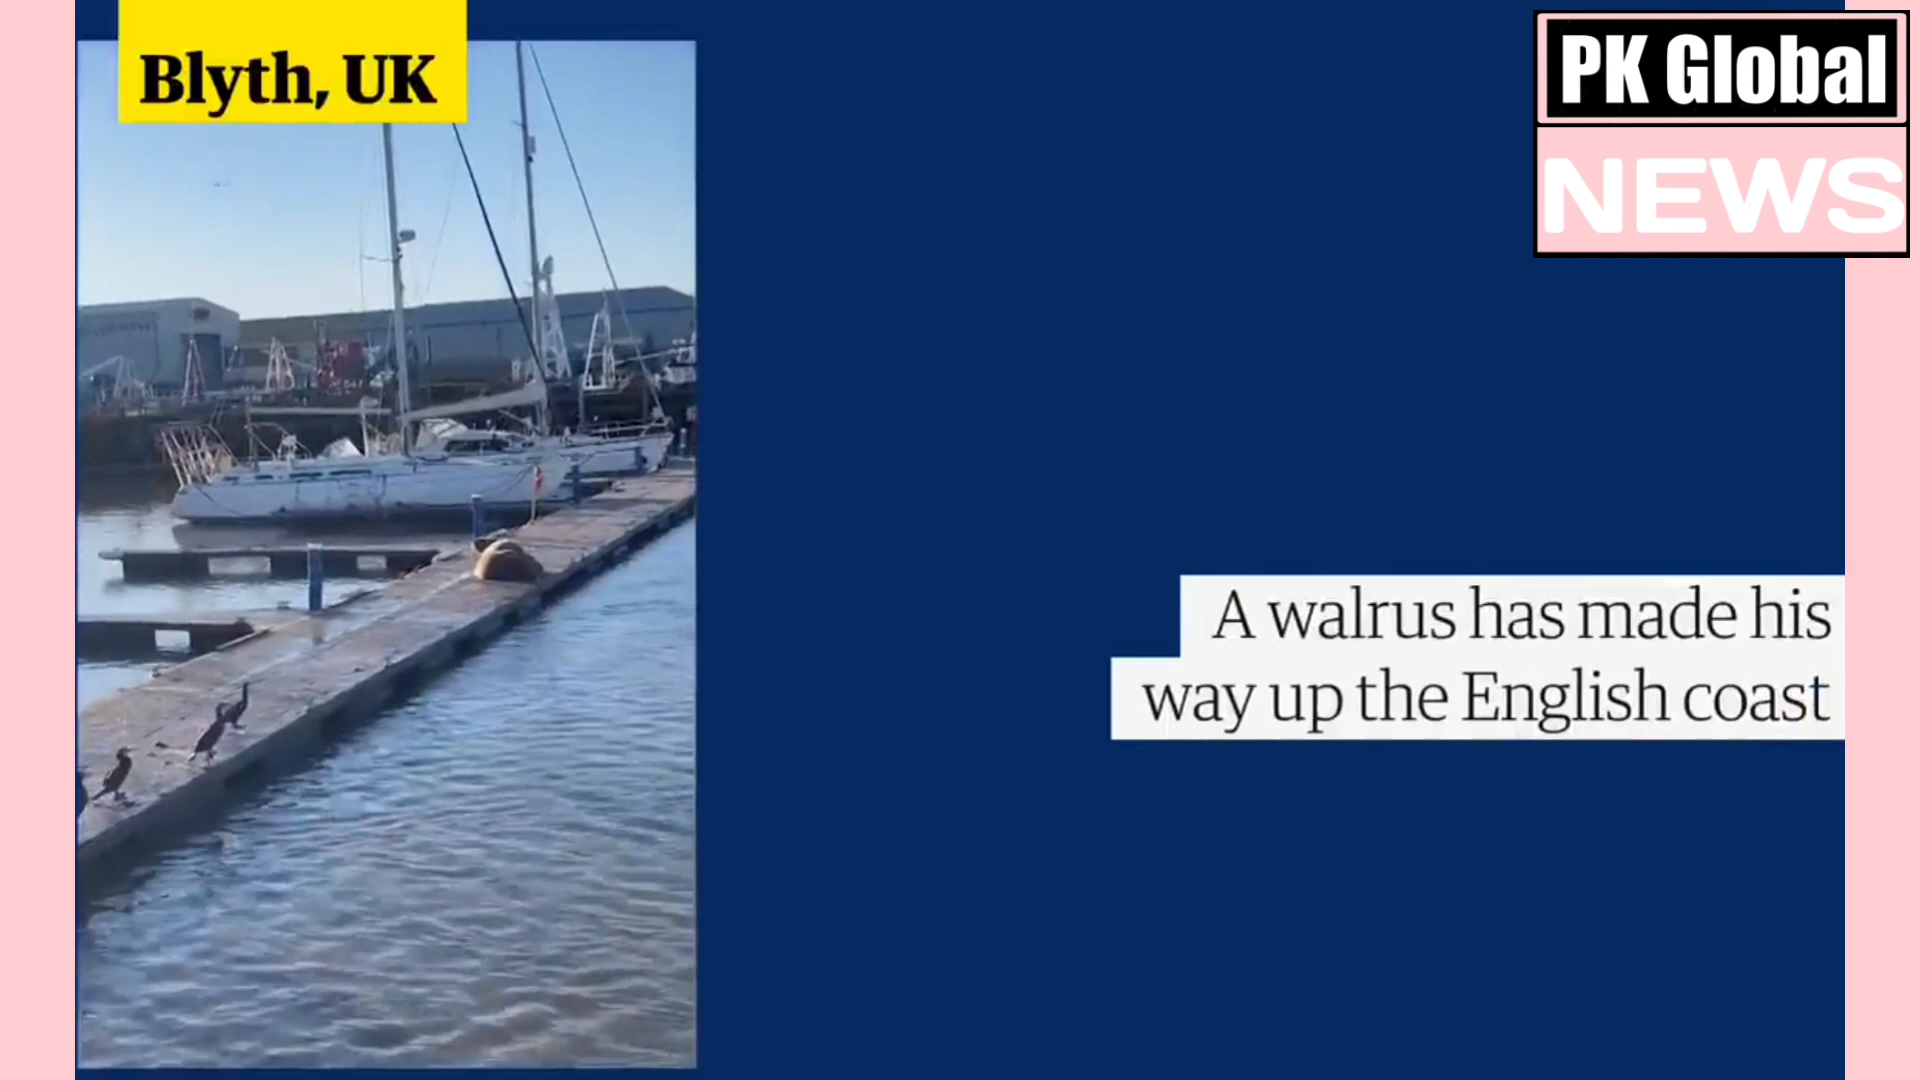 Blyth, UK
PK Global
NEWS
A walrus has made his
way up the English coast